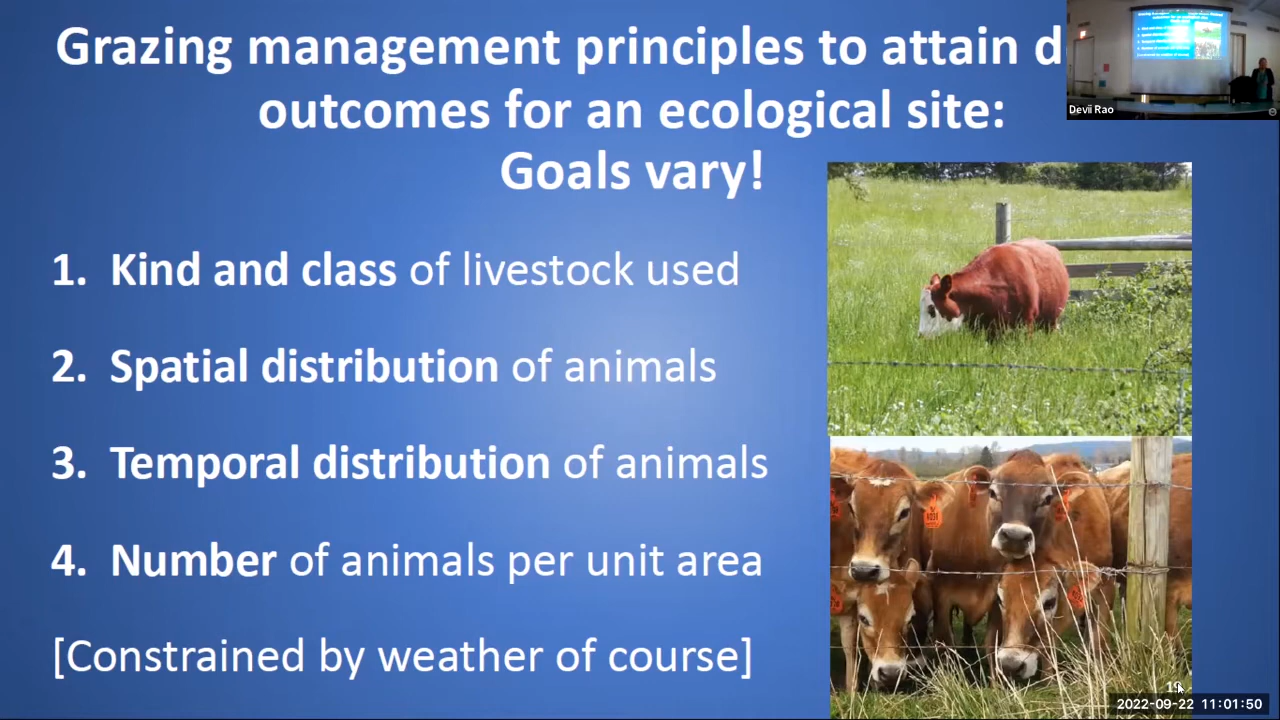 Grazing management principles to attain d
outcomes for an ecological site:
Goals vary!
1. Kind and class of livestock used
2. Spatial distribution of animals
3. Temporal distribution of animals
4. Number of animals per unit area
[Constrained by weather of course]
Devii Rao
2022-09-22 11:01:50